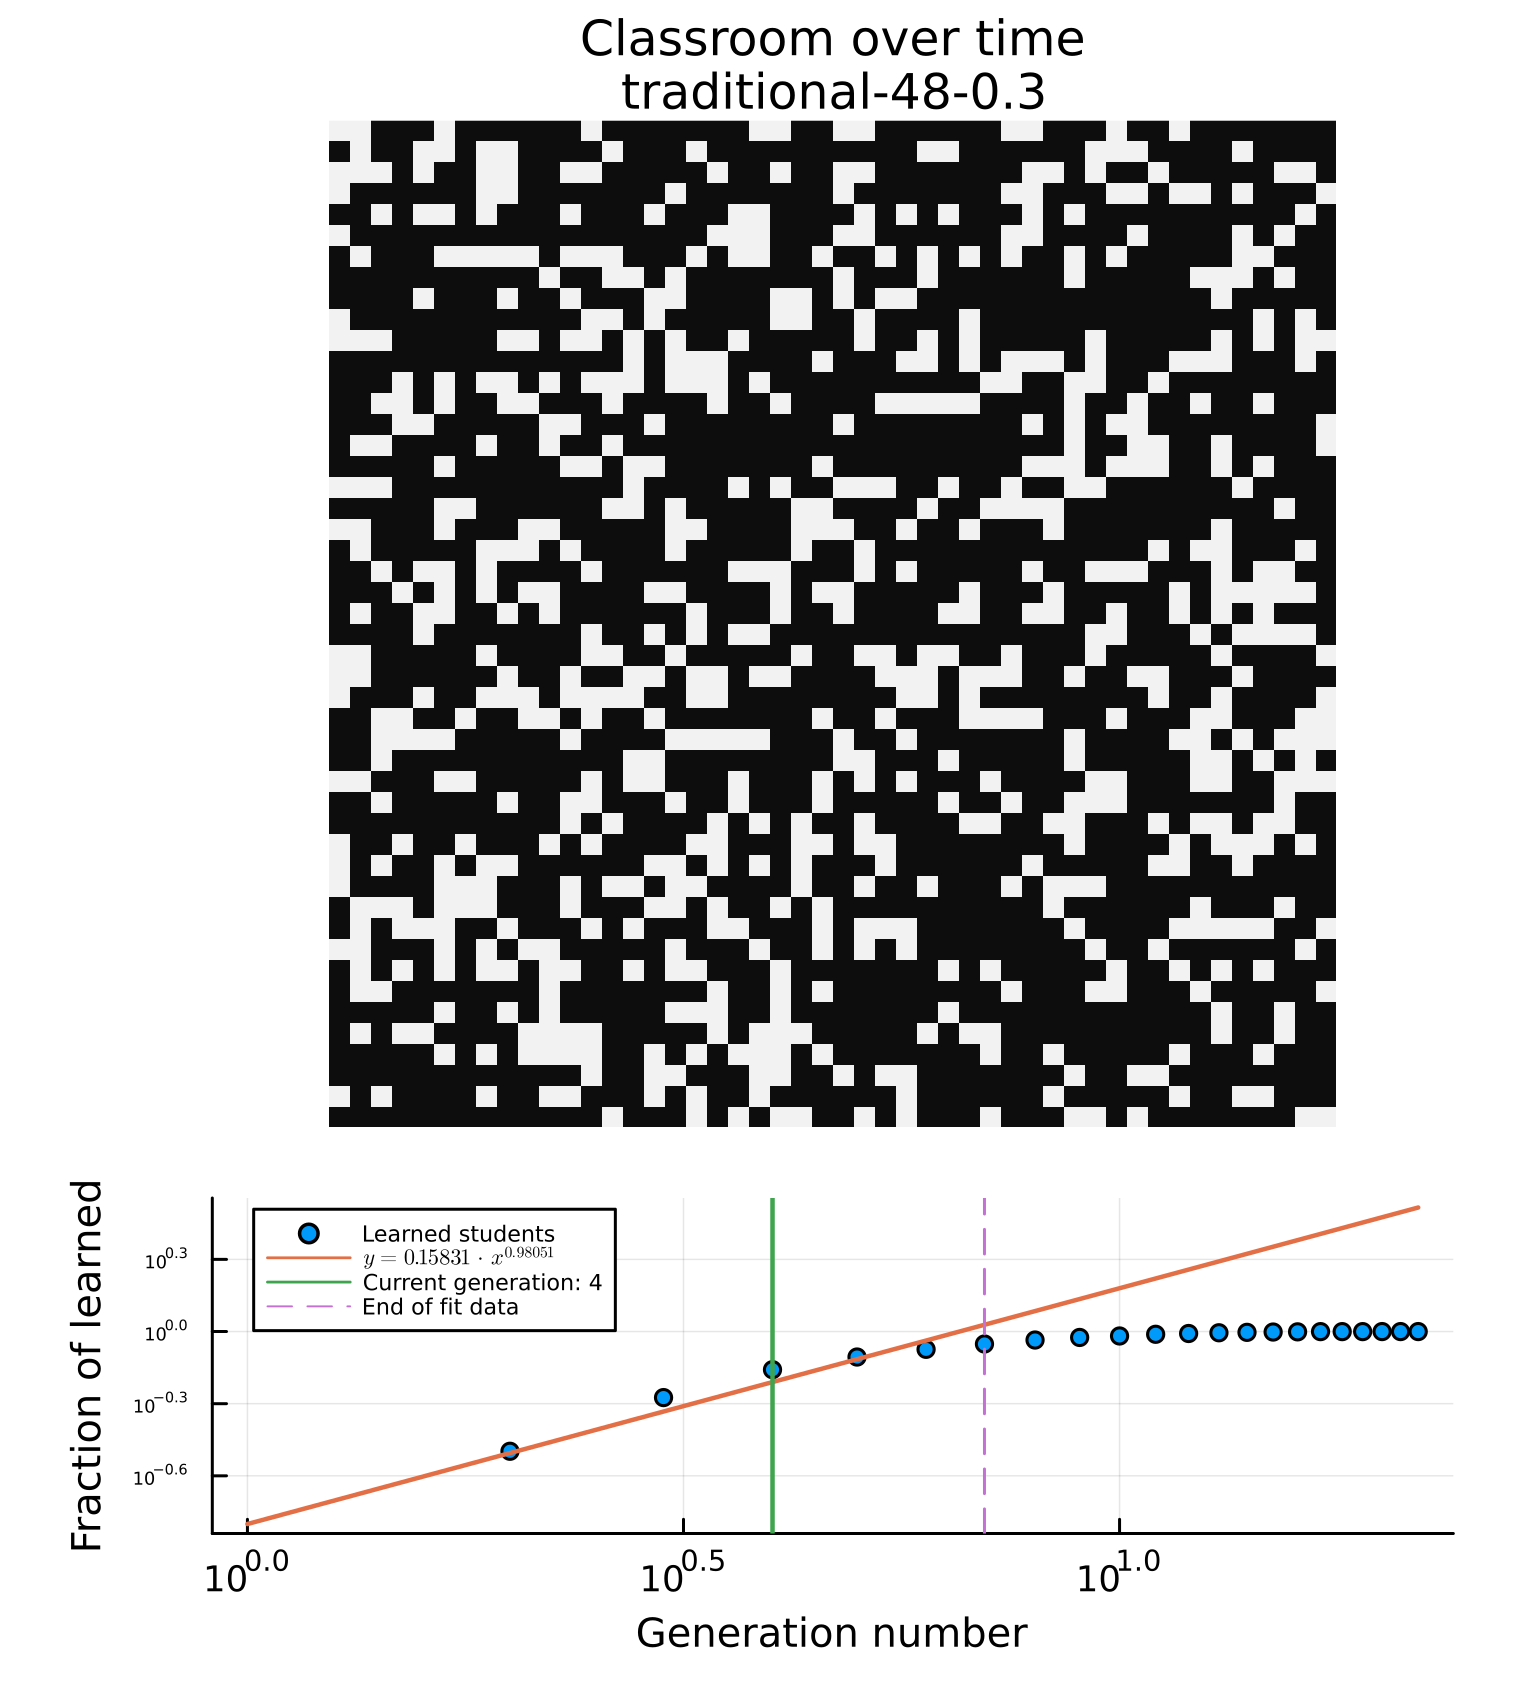 Classroom over time
traditional-48-0.3
Fraction of learned
10^0.3
10^0.0
10^−0.3
10^−0.6
Learned students
y = 0.15831 · x^0.98051
Current generation: 4
End of fit data
10^0.0
10^0.5
10^1.0
Generation number